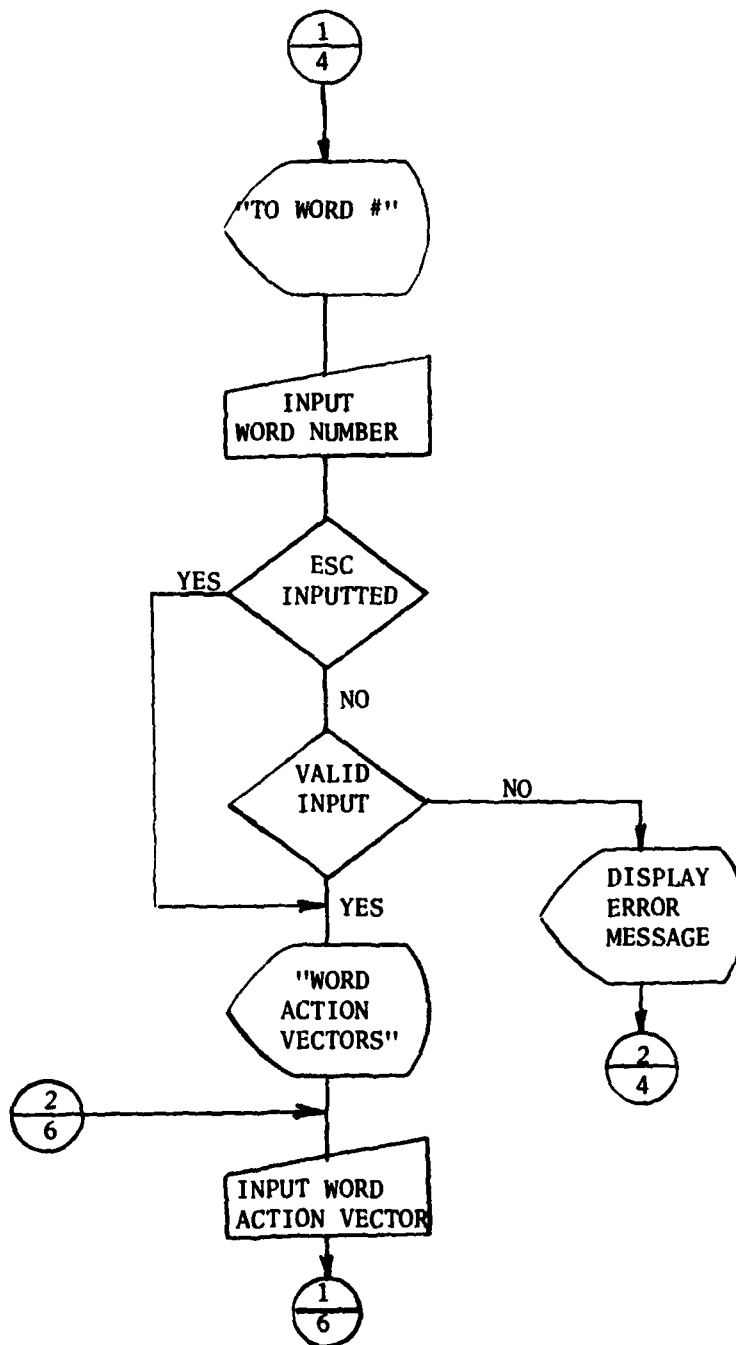 1
4
"TO WORD #"
INPUT
WORD NUMBER
ESC
INPUTTED
YES
NO
VALID
INPUT
NO
YES
DISPLAY
ERROR
MESSAGE
"WORD
ACTION
VECTORS"
2
4
2
6
INPUT WORD
ACTION VECTOR
1
6